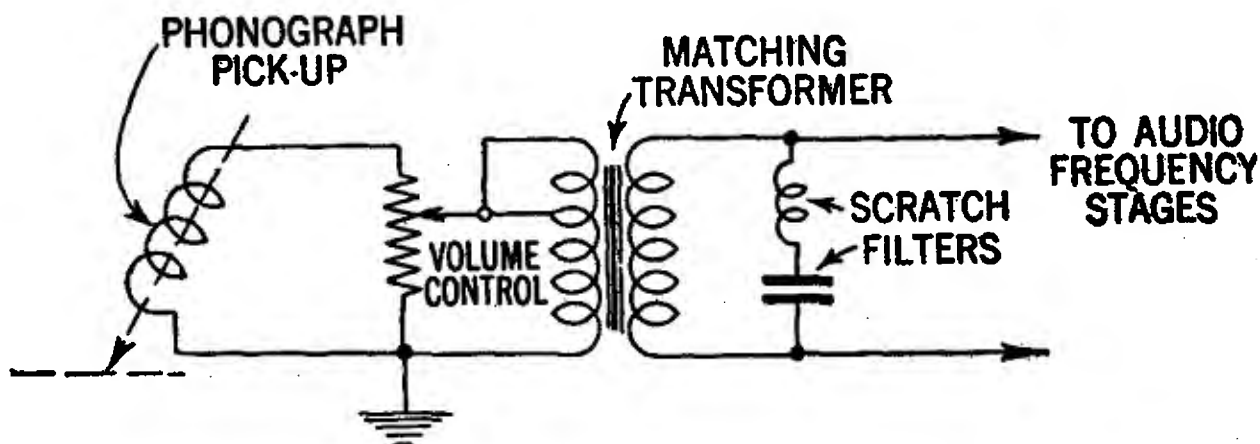 PHONOGRAPH
PICK-UP
MATCHING
TRANSFORMER
TO AUDIO
FREQUENCY
STAGES
SCRATCH
FILTERS
VOLUME
CONTROL